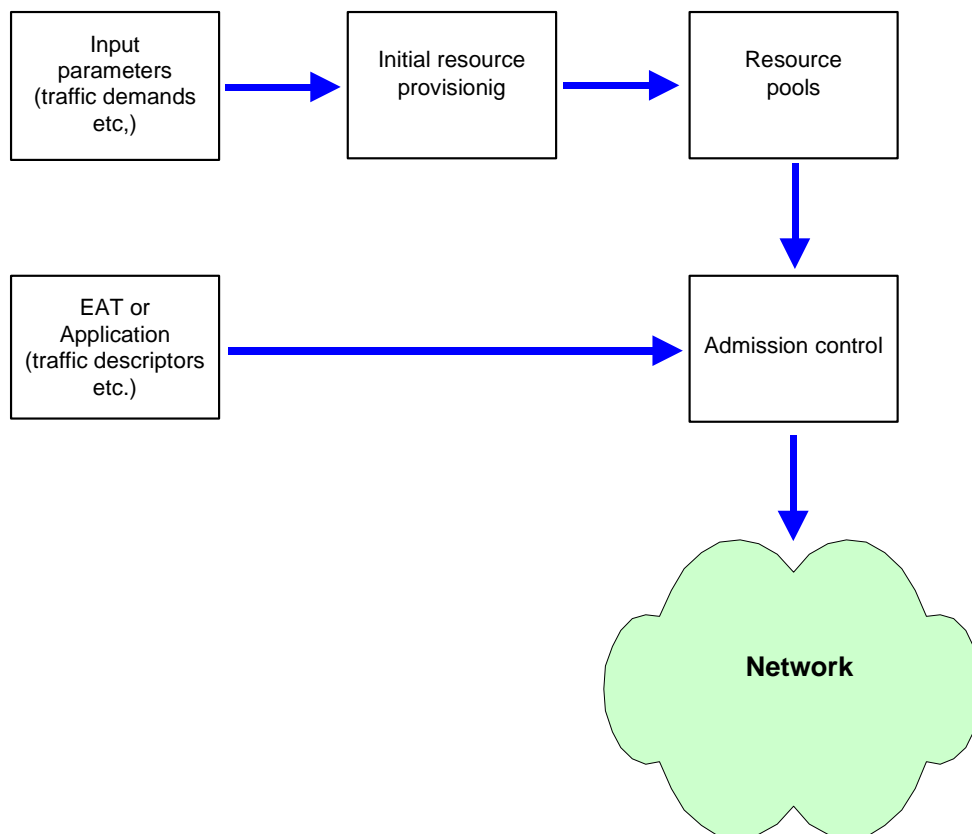 Input
parameters
(traffic demands
etc,)
Initial resource
provisionig
Resource
pools
EAT or
Application
(traffic descriptors
etc.)
Admission control
Network